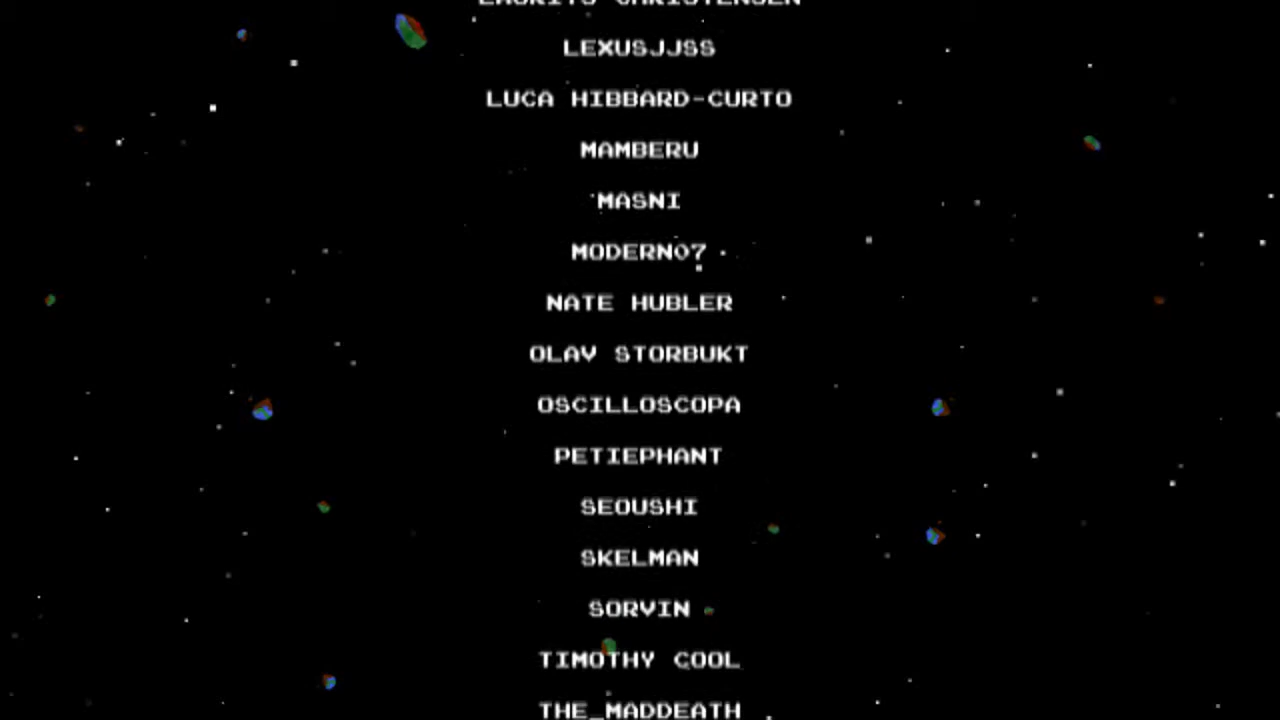 LEXUSJJSS
LUCA HIBBARD-CURTO
MAMBERU
MASNI
MODERN07
NATE HUBLER
OLAV STORBUKT
OSCILLOSCOPA
PETIEPHANT
SEOUSHI
SKELMAN
SORVIN
TIMOTHY COOL
THE_MADDEATH